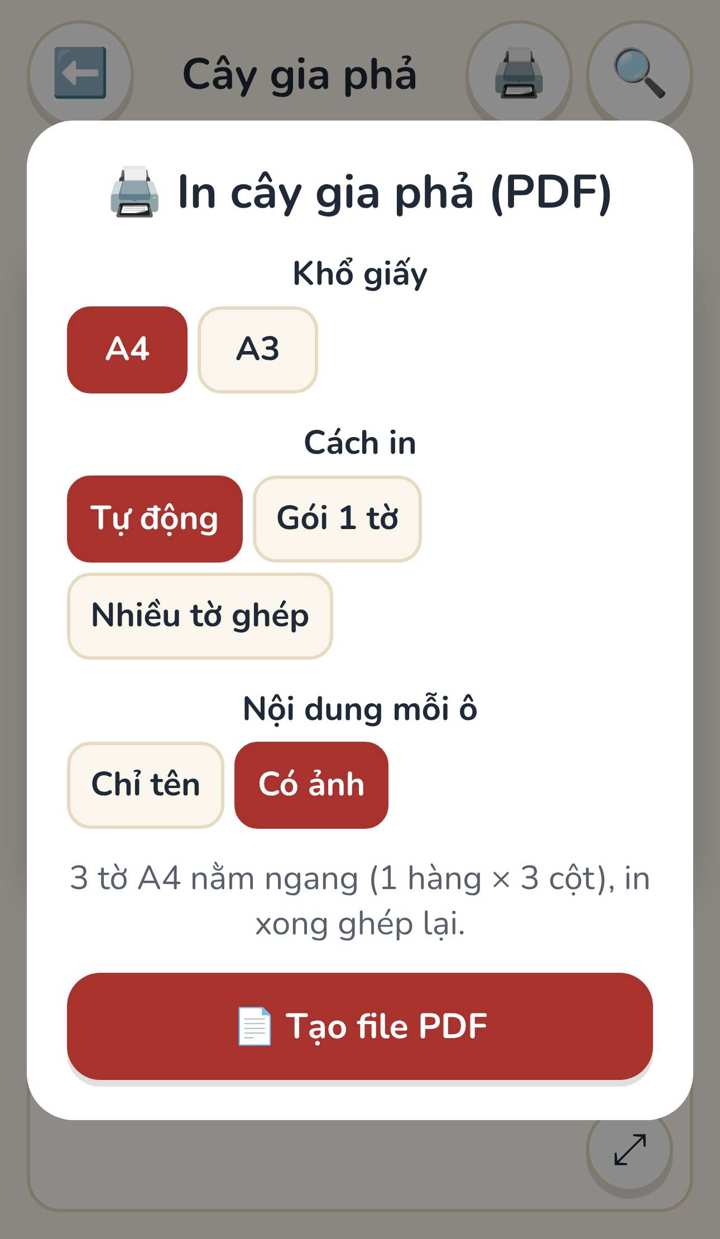 Cây gia phả
In cây gia phả (PDF)
Khổ giấy
A4
A3
Cách in
Tự động
Gói 1 tờ
Nhiều tờ ghép
Nội dung mỗi ô
Chỉ tên
Có ảnh
3 tờ A4 nằm ngang (1 hàng × 3 cột), in
xong ghép lại.
Tạo file PDF